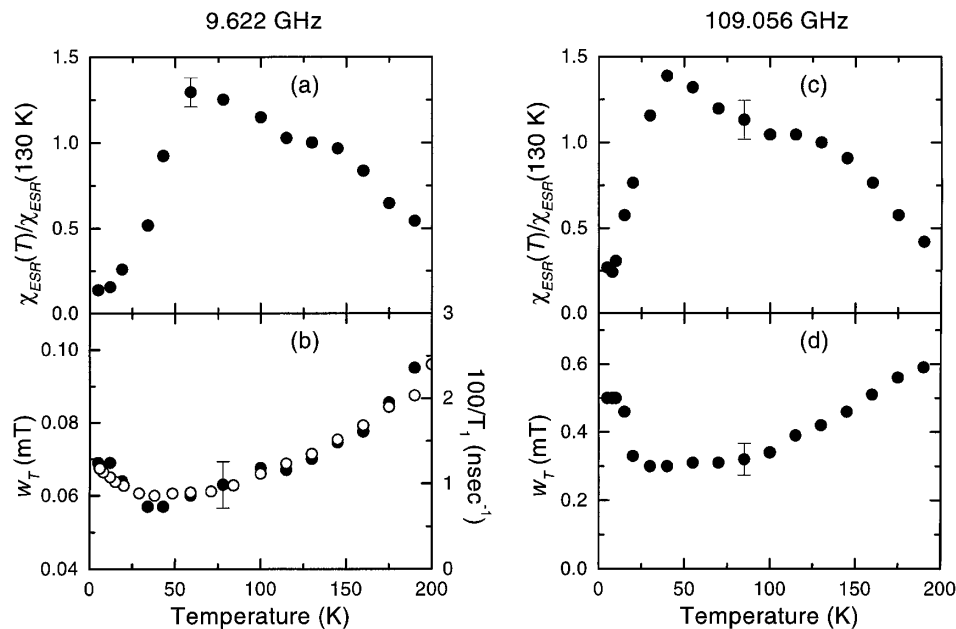 9.622 GHz
109.056 GHz
1.5
1.0
0.5
0.0
χESR(T)/χESR(130 K)
(a)
1.5
1.0
0.5
0.0
χESR(T)/χESR(130 K)
(c)
0.10
0.08
0.06
0.04
wT (mT)
(b)
3
2
1
0
100/T1 (nsec-1)
0.6
0.4
0.2
0.0
wT (mT)
(d)
0 50 100 150 200
Temperature (K)
0 50 100 150 200
Temperature (K)